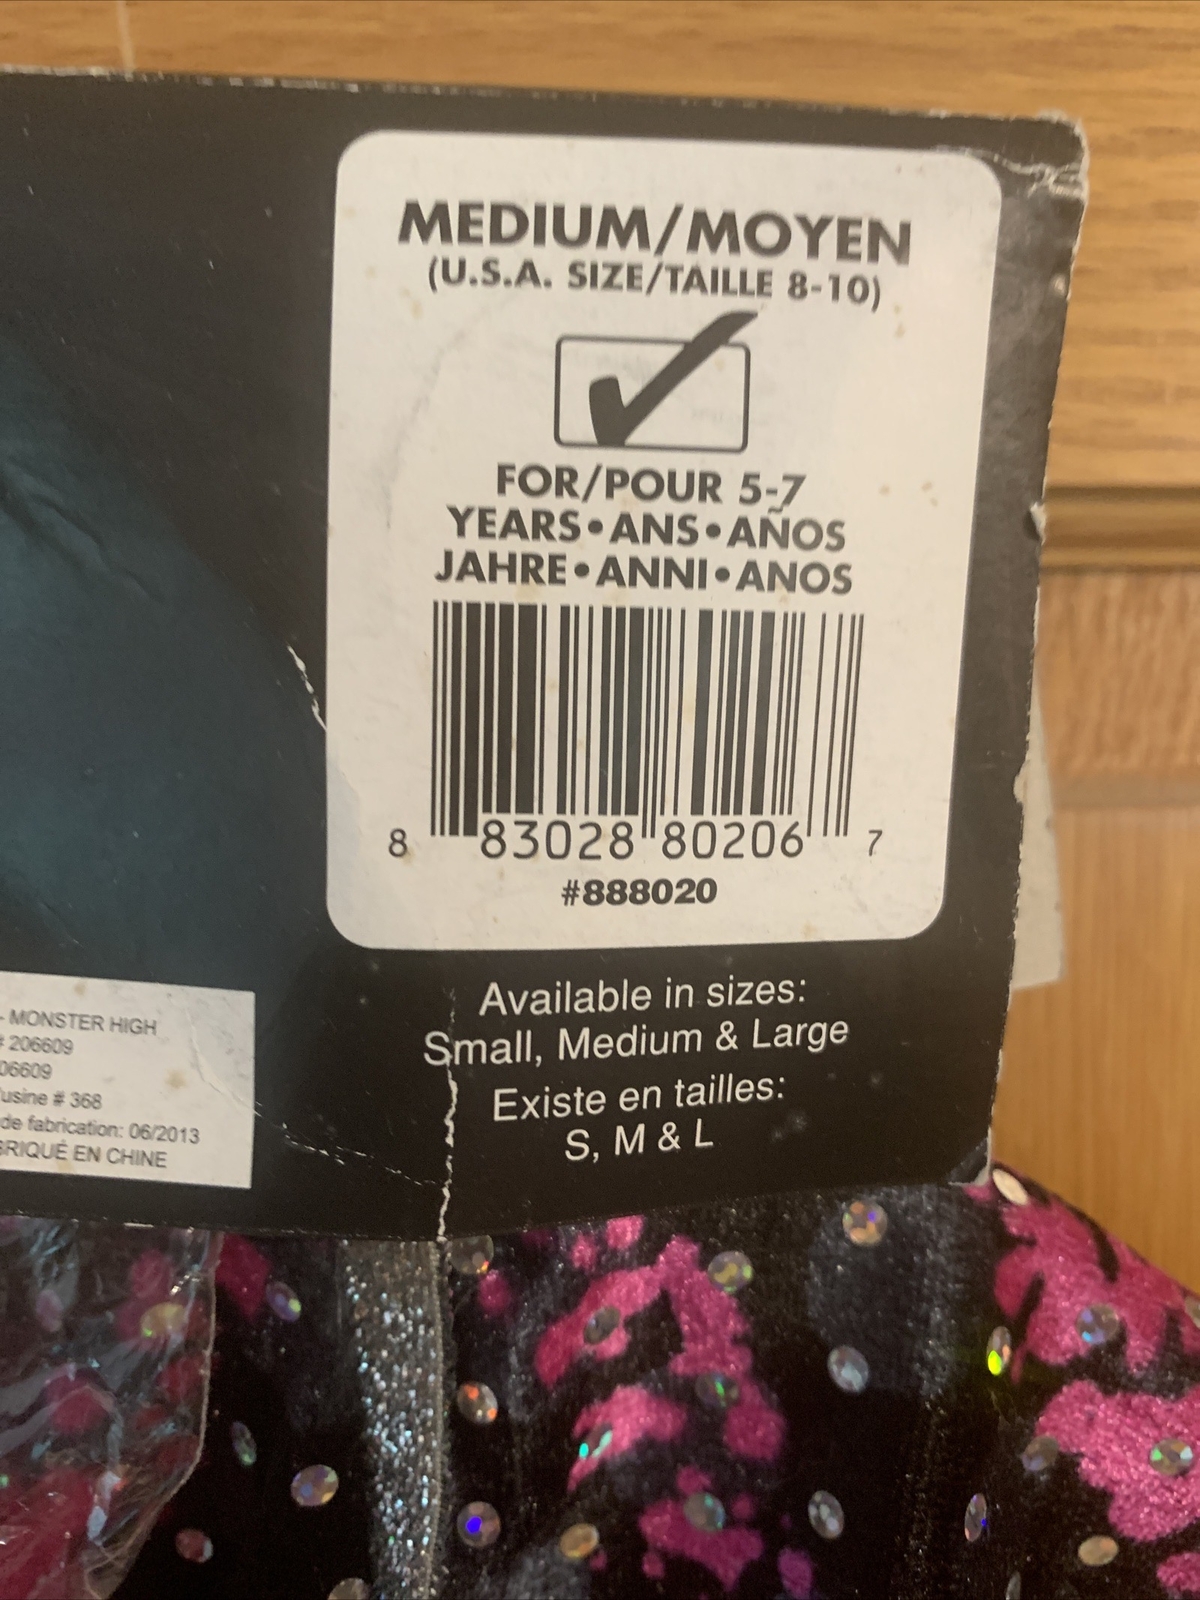 MEDIUM/MOYEN
(U.S.A. SIZE/TAILLE 8-10)
FOR/POUR 5-7
YEARS•ANS•AÑOS
JAHRE•ANNI•ANOS
8 83028 80206 7
#888020
Available in sizes:
Small, Medium & Large
Existe en tailles:
S, M & L
- MONSTER HIGH
# 206609
06609
usine # 368
de fabrication: 06/2013
BRIQUÉ EN CHINE